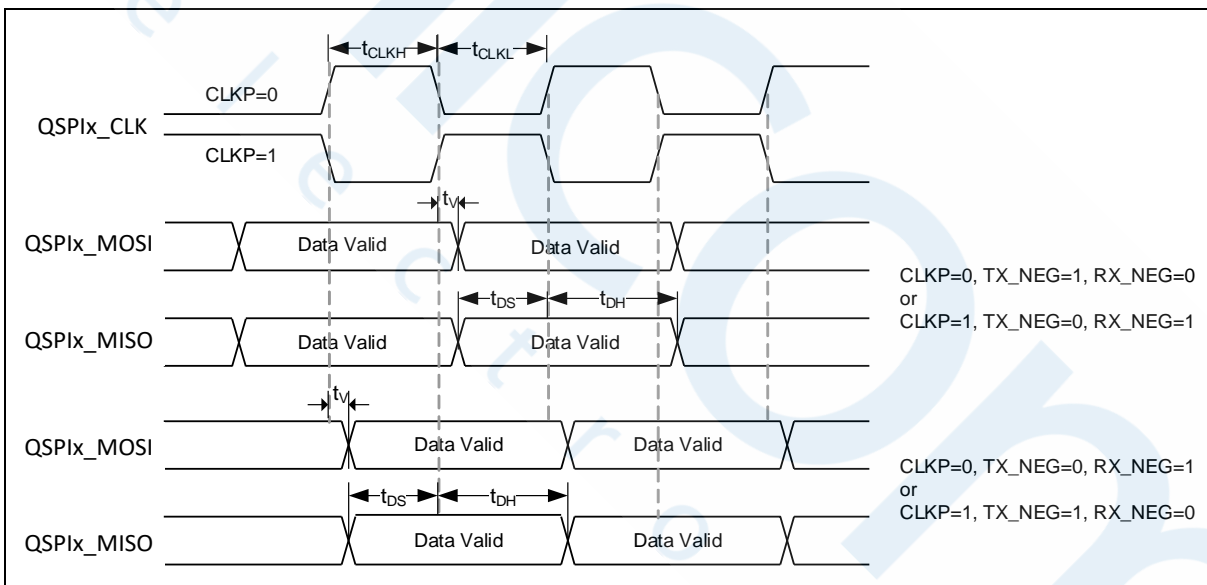 tCLKH tCLKL
CLKP=0
QSPIx_CLK
CLKP=1
tV
QSPIx_MOSI Data Valid Data Valid
CLKP=0, TX_NEG=1, RX_NEG=0
or
CLKP=1, TX_NEG=0, RX_NEG=1
tDS tDH
QSPIx_MISO Data Valid Data Valid
tV
QSPIx_MOSI Data Valid Data Valid
CLKP=0, TX_NEG=0, RX_NEG=1
or
CLKP=1, TX_NEG=1, RX_NEG=0
tDS tDH
QSPIx_MISO Data Valid Data Valid